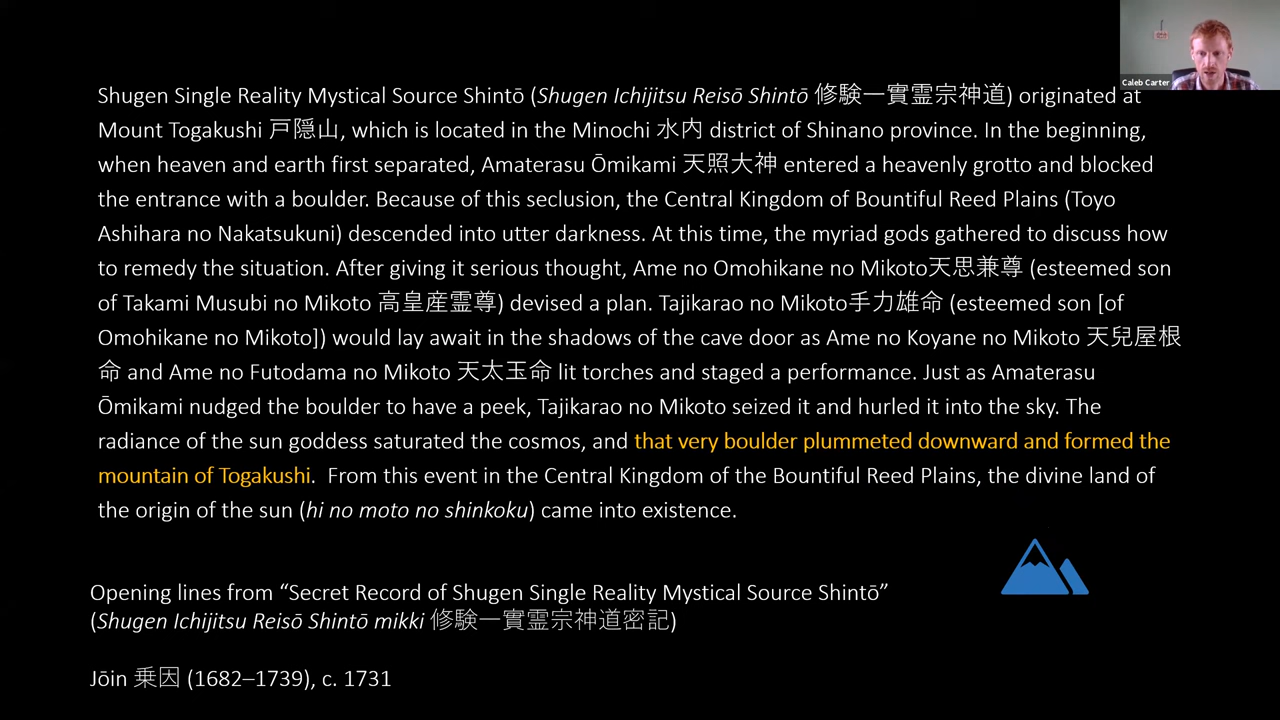 Caleb Carter
Shugen Single Reality Mystical Source Shintō (Shugen Ichijitsu Reisō Shintō 修験一實霊宗神道) originated at
Mount Togakushi 戸隠山, which is located in the Minochi 水内 district of Shinano province. In the beginning,
when heaven and earth first separated, Amaterasu Ōmikami 天照大神 entered a heavenly grotto and blocked
the entrance with a boulder. Because of this seclusion, the Central Kingdom of Bountiful Reed Plains (Toyo
Ashihara no Nakatsukuni) descended into utter darkness. At this time, the myriad gods gathered to discuss how
to remedy the situation. After giving it serious thought, Ame no Omohikane no Mikoto天思兼尊 (esteemed son
of Takami Musubi no Mikoto 高皇産霊尊) devised a plan. Tajikarao no Mikoto手力雄命 (esteemed son [of
Omohikane no Mikoto]) would lay await in the shadows of the cave door as Ame no Koyane no Mikoto 天兒屋根
命 and Ame no Futodama no Mikoto 天太玉命 lit torches and staged a performance. Just as Amaterasu
Ōmikami nudged the boulder to have a peek, Tajikarao no Mikoto seized it and hurled it into the sky. The
radiance of the sun goddess saturated the cosmos, and that very boulder plummeted downward and formed the
mountain of Togakushi. From this event in the Central Kingdom of the Bountiful Reed Plains, the divine land of
the origin of the sun (hi no moto no shinkoku) came into existence.
Opening lines from “Secret Record of Shugen Single Reality Mystical Source Shintō”
(Shugen Ichijitsu Reisō Shintō mikki 修験一實霊宗神道密記)
Jōin 乗因 (1682–1739), c. 1731